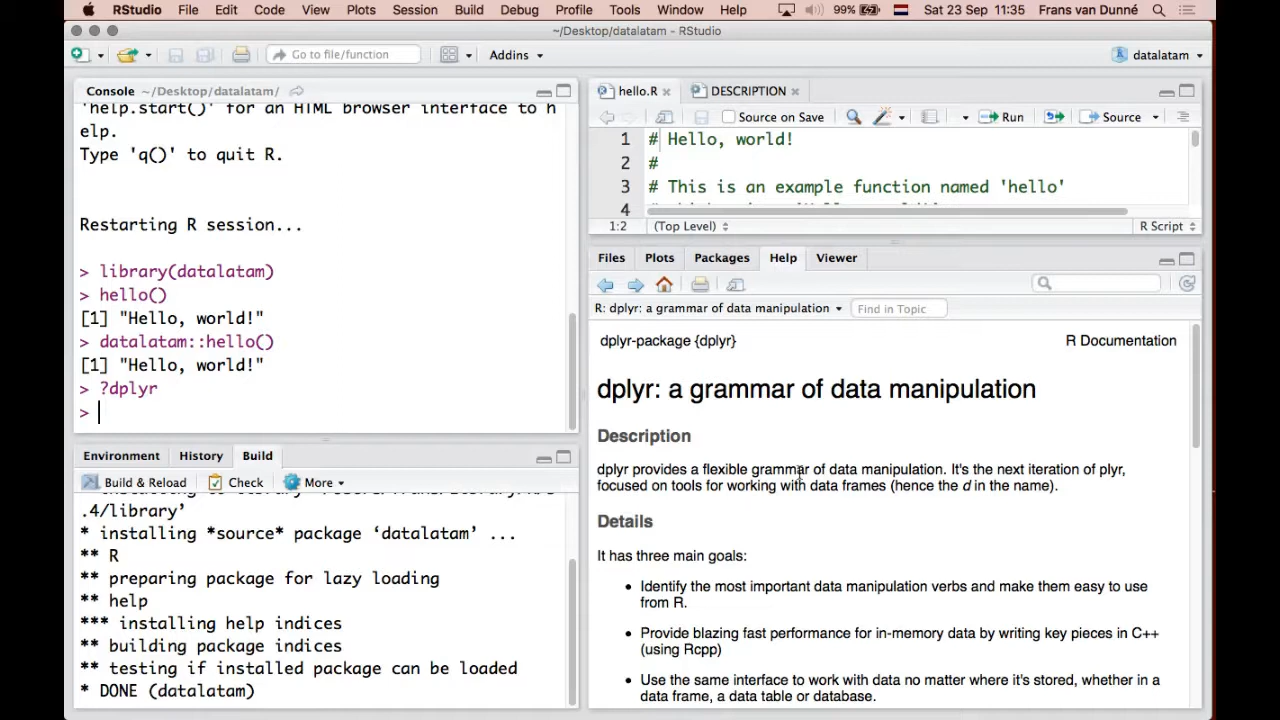 RStudio File Edit Code View Plots Session Build Debug Profile Tools Window Help 99% Sat 23 Sep 11:35 Frans van Dunné
~/Desktop/datalatam - RStudio
Go to file/function Addins datalatam
Console ~/Desktop/datalatam/
'help.start()' for an HTML browser interface to h
elp.
Type 'q()' to quit R.
Restarting R session...
> library(datalatam)
> hello()
[1] "Hello, world!"
> datalatam::hello()
[1] "Hello, world!"
> ?dplyr
>
Environment History Build
Build & Reload Check More
.4/library’
* installing *source* package ‘datalatam’ ...
** R
** preparing package for lazy loading
** help
*** installing help indices
** building package indices
** testing if installed package can be loaded
* DONE (datalatam)
hello.R DESCRIPTION
Source on Save Run Source
1 # Hello, world!
2 #
3 # This is an example function named 'hello'
4
1:2 (Top Level) R Script
Files Plots Packages Help Viewer
R: dplyr: a grammar of data manipulation Find in Topic
dplyr-package {dplyr} R Documentation
dplyr: a grammar of data manipulation
Description
dplyr provides a flexible grammar of data manipulation. It's the next iteration of plyr,
focused on tools for working with data frames (hence the d in the name).
Details
It has three main goals:
• Identify the most important data manipulation verbs and make them easy to use
from R.
• Provide blazing fast performance for in-memory data by writing key pieces in C++
(using Rcpp)
• Use the same interface to work with data no matter where it's stored, whether in a
data frame, a data table or database.